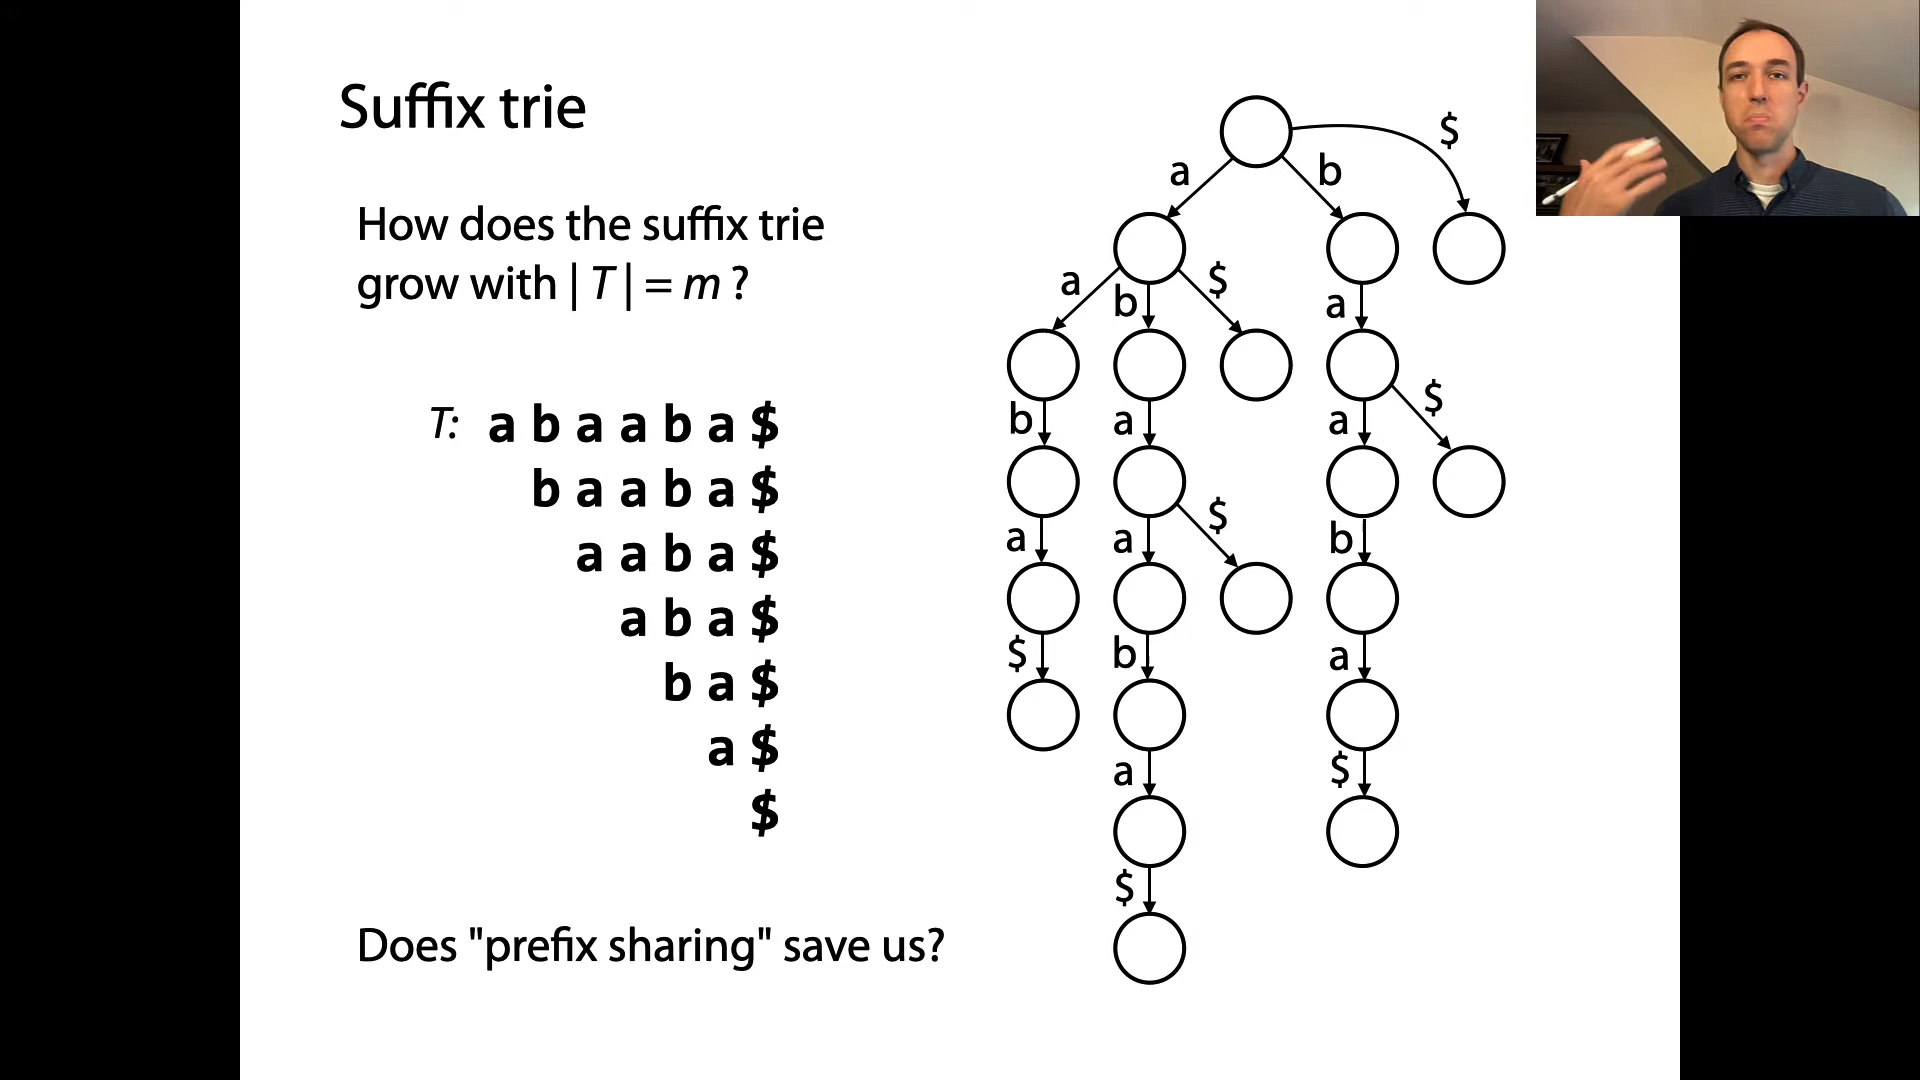 Suffix trie
How does the suffix trie
grow with | T | = m ?
T: a b a a b a $
b a a b a $
a a b a $
a b a $
b a $
a $
$
Does "prefix sharing" save us?
a b $
a b $ a
b a a $
a a $ b
$ b a
a $
$